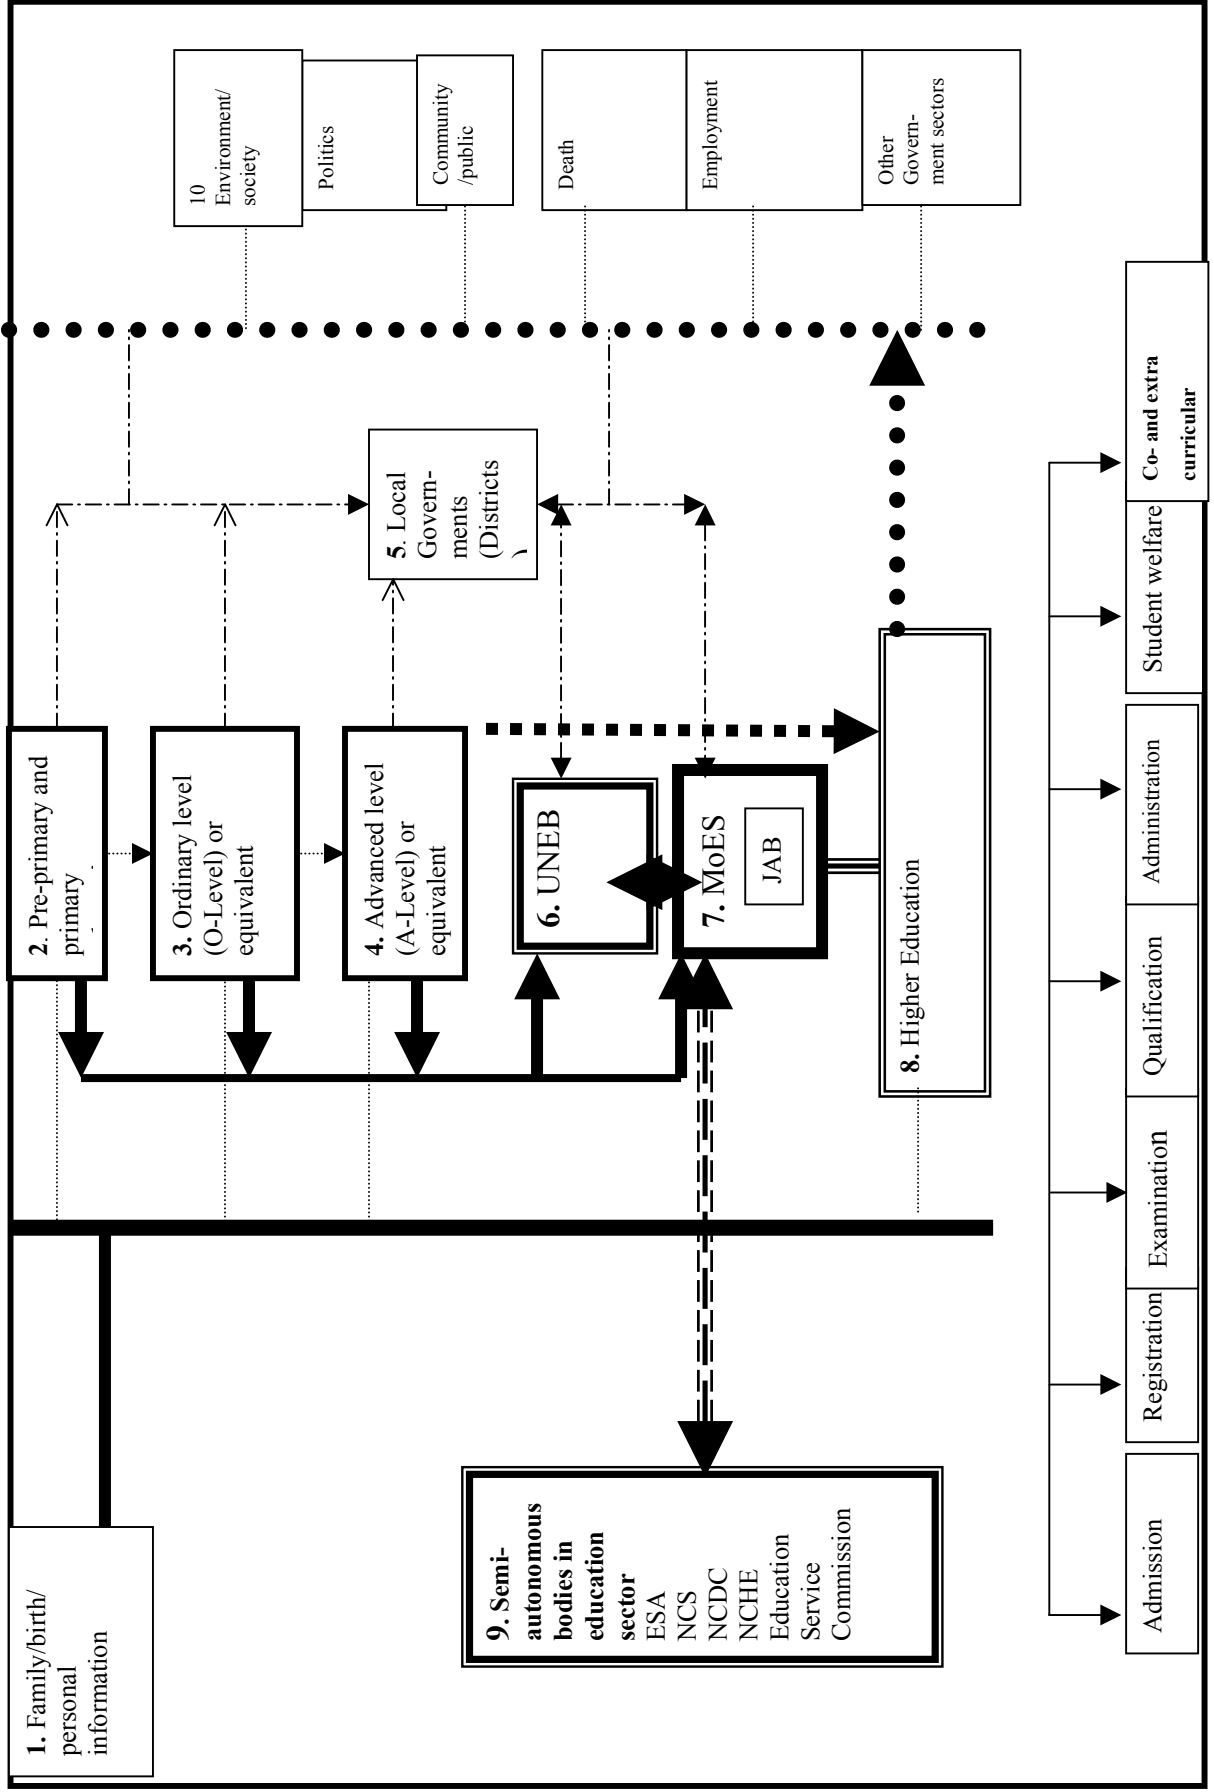 1. Family/birth/
personal
information
2. Pre-primary and
primary
3. Ordinary level
(O-Level) or
equivalent
4. Advanced level
(A-Level) or
equivalent
5. Local
Govern-
ments
(Districts
)
6. UNEB
7. MoES
JAB
8. Higher Education
9. Semi-
autonomous
bodies in
education
sector
ESA
NCS
NCDC
NCHE
Education
Service
Commission
10
Environment/
society
Politics
Community
/public
Death
Employment
Other
Govern-
ment sectors
Admission
Registration
Examination
Qualification
Administration
Student welfare
Co- and extra
curricular